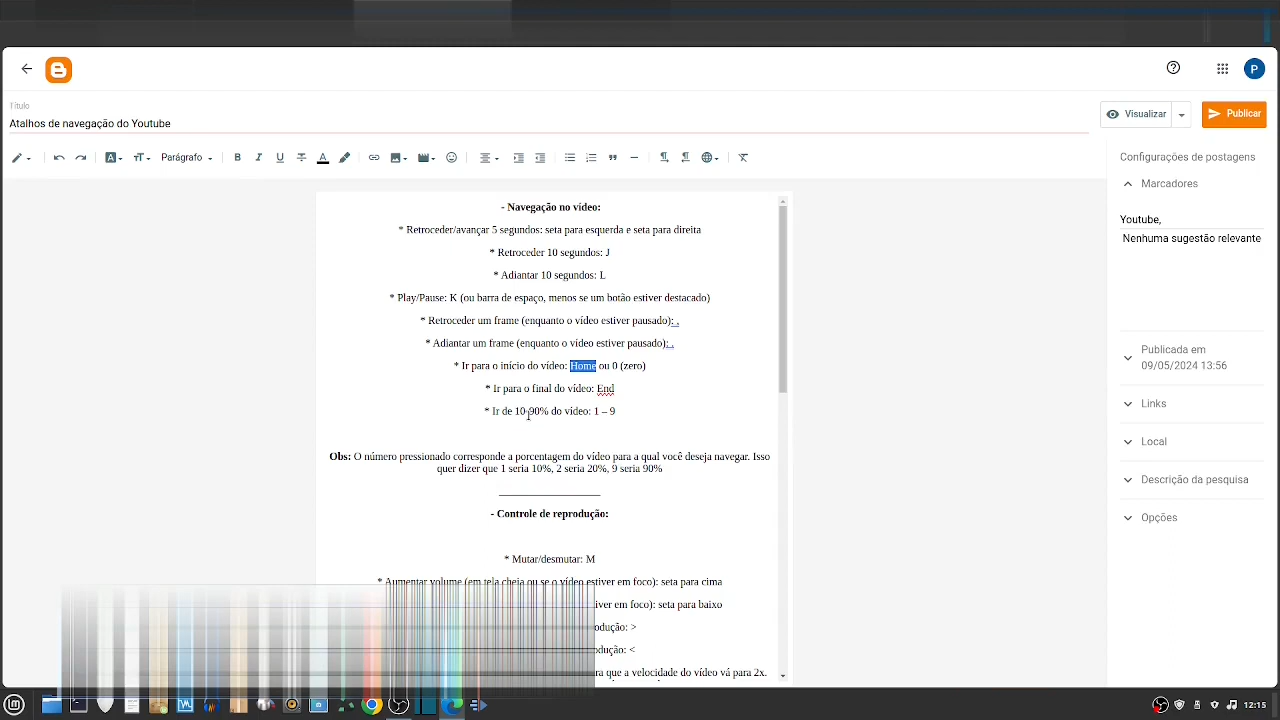 P
Título
Atalhos de navegação do Youtube
Visualizar
Publicar
Parágrafo
Configurações de postagens
Marcadores
Youtube,
Nenhuma sugestão relevante
Publicada em
09/05/2024 13:56
Links
Local
Descrição da pesquisa
Opções
- Navegação no vídeo:
* Retroceder/avançar 5 segundos: seta para esquerda e seta para direita
* Retroceder 10 segundos: J
* Adiantar 10 segundos: L
* Play/Pause: K (ou barra de espaço, menos se um botão estiver destacado)
* Retroceder um frame (enquanto o vídeo estiver pausado): ,
* Adiantar um frame (enquanto o vídeo estiver pausado): .
* Ir para o início do vídeo: Home ou 0 (zero)
* Ir para o final do vídeo: End
* Ir de 10-90% do vídeo: 1 – 9
Obs: O número pressionado corresponde a porcentagem do vídeo para a qual você deseja navegar. Isso
quer dizer que 1 seria 10%, 2 seria 20%, 9 seria 90%
- Controle de reprodução:
* Mutar/desmutar: M
* Aumentar volume (em tela cheia ou se o vídeo estiver em foco): seta para cima
iver em foco): seta para baixo
odução: >
odução: <
ra que a velocidade do vídeo vá para 2x.
12:15